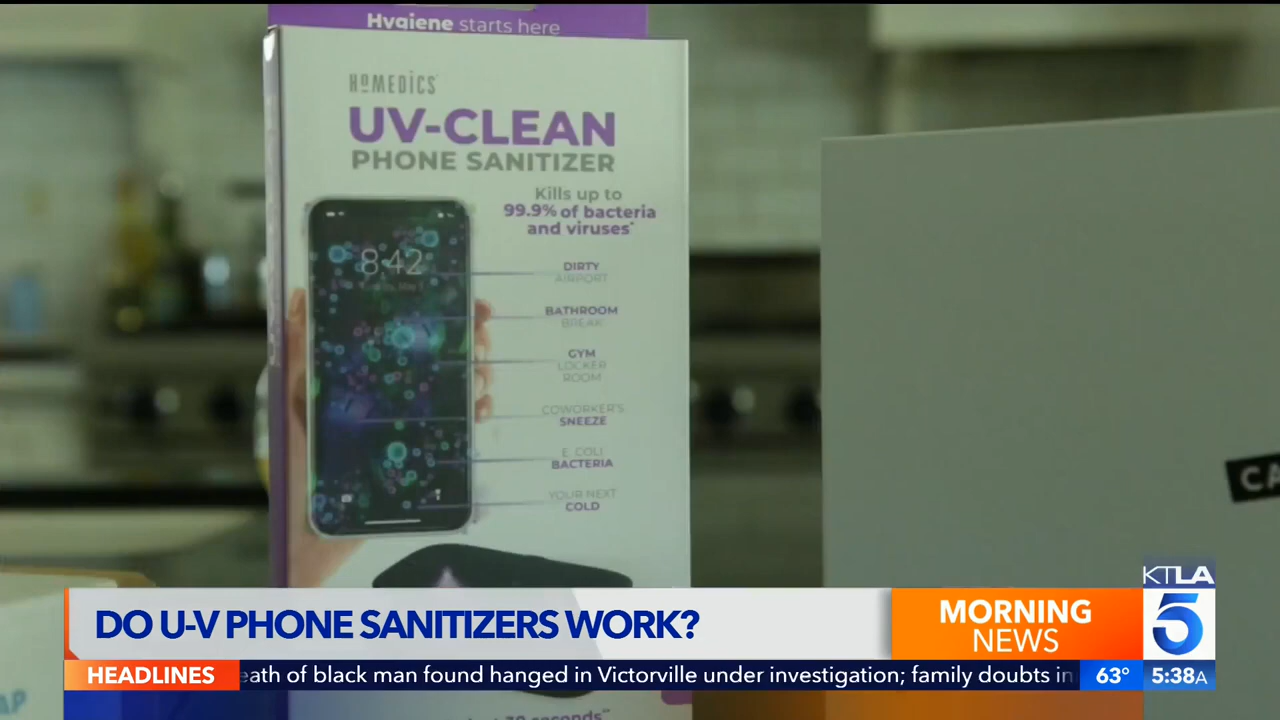 Hygiene starts here
HOMEDICS
UV-CLEAN
PHONE SANITIZER
Kills up to
99.9% of bacteria
and viruses*
8:42
DIRTY
AIRPORT
BATHROOM
BREAK
GYM
LOCKER
ROOM
COWORKER'S
SNEEZE
E. COLI
BACTERIA
YOUR NEXT
COLD
CA
AP
DO U-V PHONE SANITIZERS WORK?
MORNING
NEWS
KTLA
5
HEADLINES
eath of black man found hanged in Victorville under investigation; family doubts in
63°
5:38A
seconds**